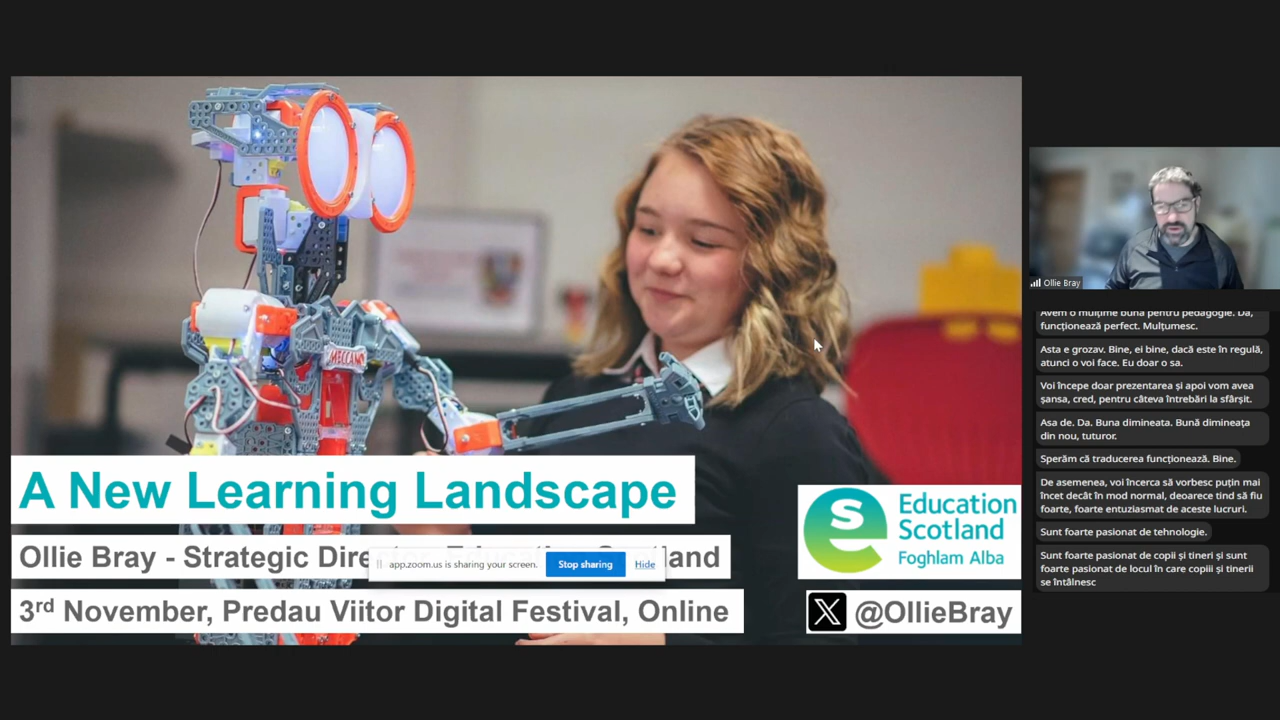 MECCANO
A New Learning Landscape
Ollie Bray - Strategic
app.zoom.us is sharing your screen.
Stop sharing
Hide
3rd November, Predau Viitor Digital Festival, Online
Education
Scotland
Foghlam Alba
@OllieBray
Ollie Bray
Avem o mulțime buna pentru pedagogie. Da,
funcționează perfect. Mulțumesc.
Asta e grozav. Bine, ei bine, dacă este în regulă,
atunci o voi face. Eu doar o sa.
Voi începe doar prezentarea și apoi vom avea
șansa, cred, pentru câteva întrebări la sfârșit.
Asa de. Da. Buna dimineata. Bună dimineața
din nou, tuturor.
Sperăm că traducerea funcționează. Bine.
De asemenea, voi încerca să vorbesc puțin mai
încet decât în mod normal, deoarece tind să fiu
foarte, foarte entuziasmat de aceste lucruri.
Sunt foarte pasionat de tehnologie.
Sunt foarte pasionat de copii și tineri și sunt
foarte pasionat de locul în care copiii și tinerii
se întâlnesc